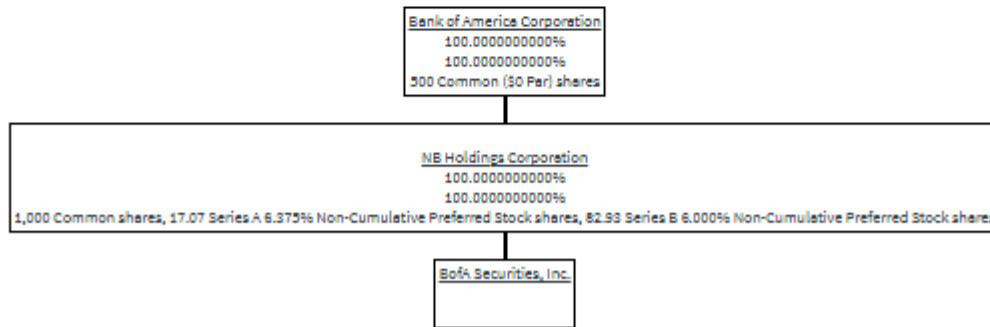 Bank of America Corporation
100.0000000000%
100.0000000000%
500 Common ($0 Par) shares
NB Holdings Corporation
100.0000000000%
100.0000000000%
1,000 Common shares, 17.07 Series A 6.375% Non-Cumulative Preferred Stock shares, 82.93 Series B 6.000% Non-Cumulative Preferred Stock shares
BofA Securities, Inc.